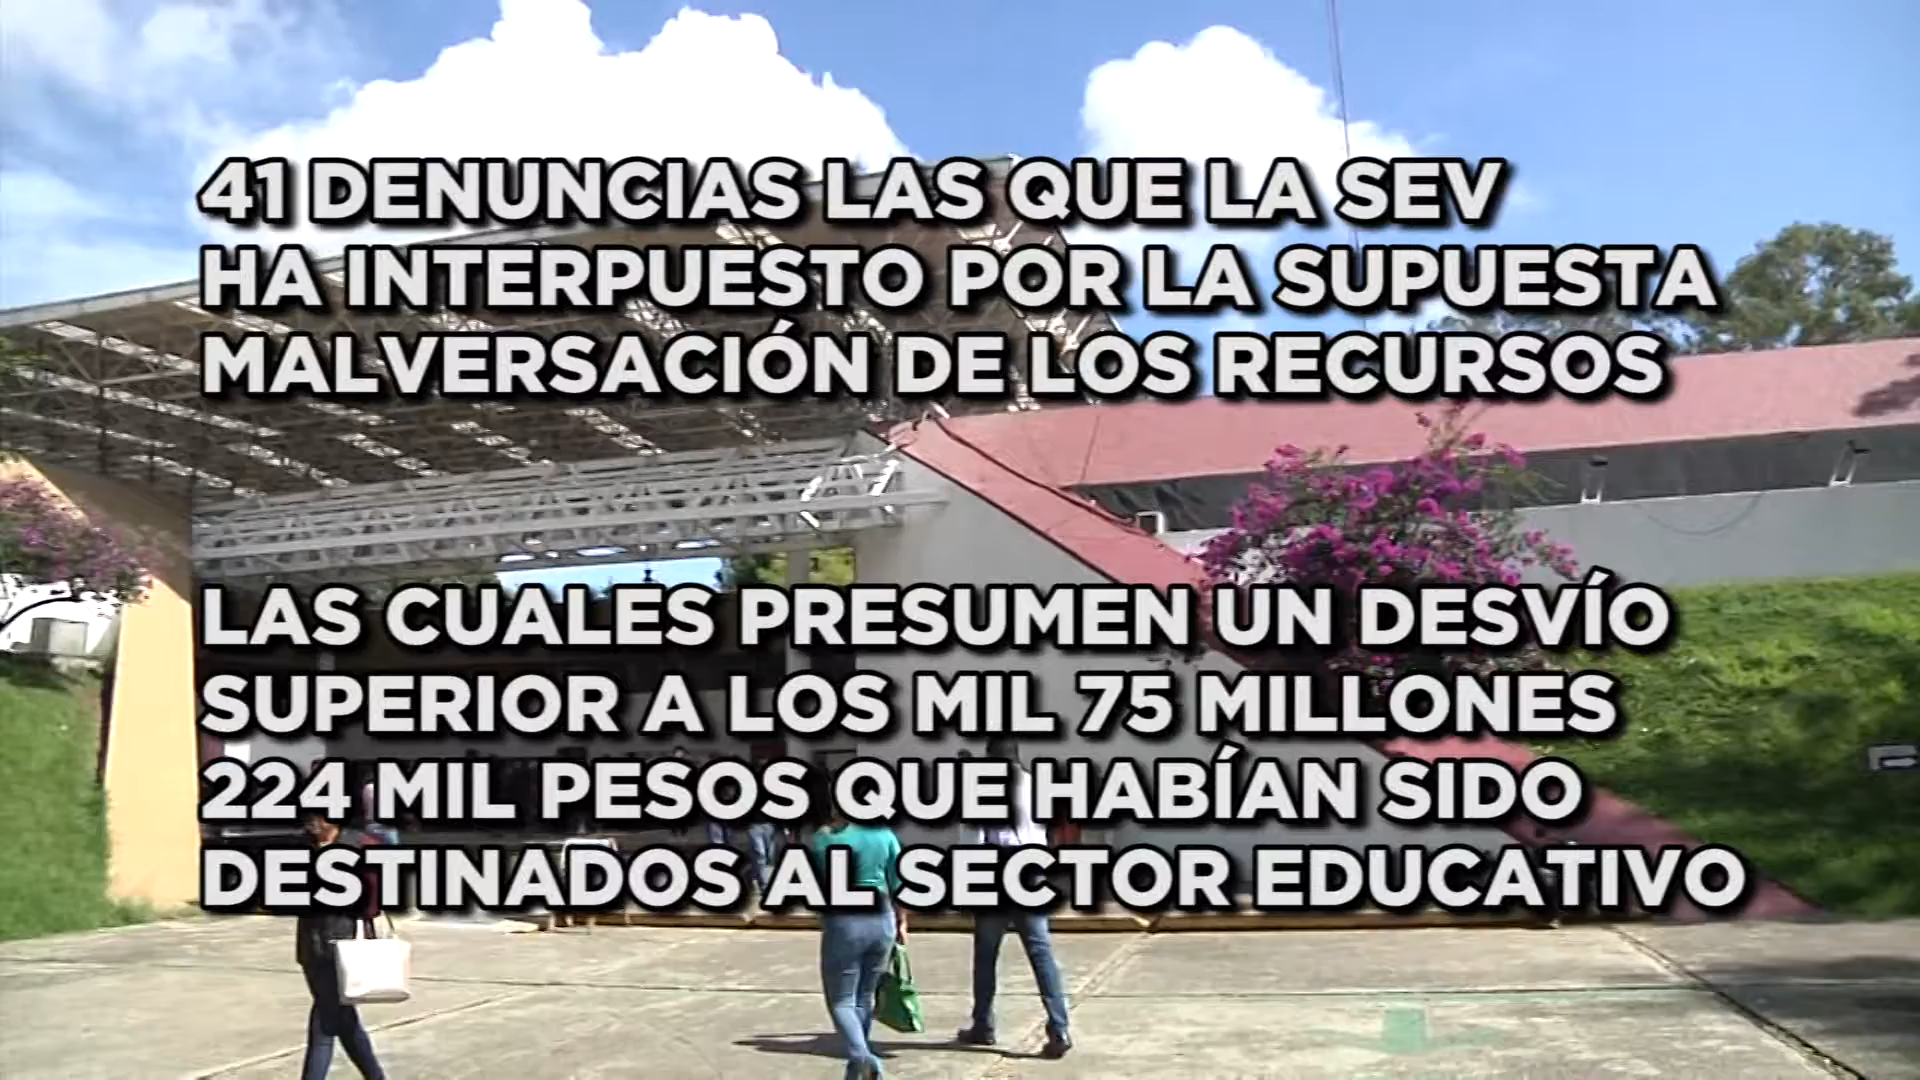 41 DENUNCIAS LAS QUE LA SEV
HA INTERPUESTO POR LA SUPUESTA
MALVERSACIÓN DE LOS RECURSOS
LAS CUALES PRESUMEN UN DESVÍO
SUPERIOR A LOS MIL 75 MILLONES
224 MIL PESOS QUE HABÍAN SIDO
DESTINADOS AL SECTOR EDUCATIVO